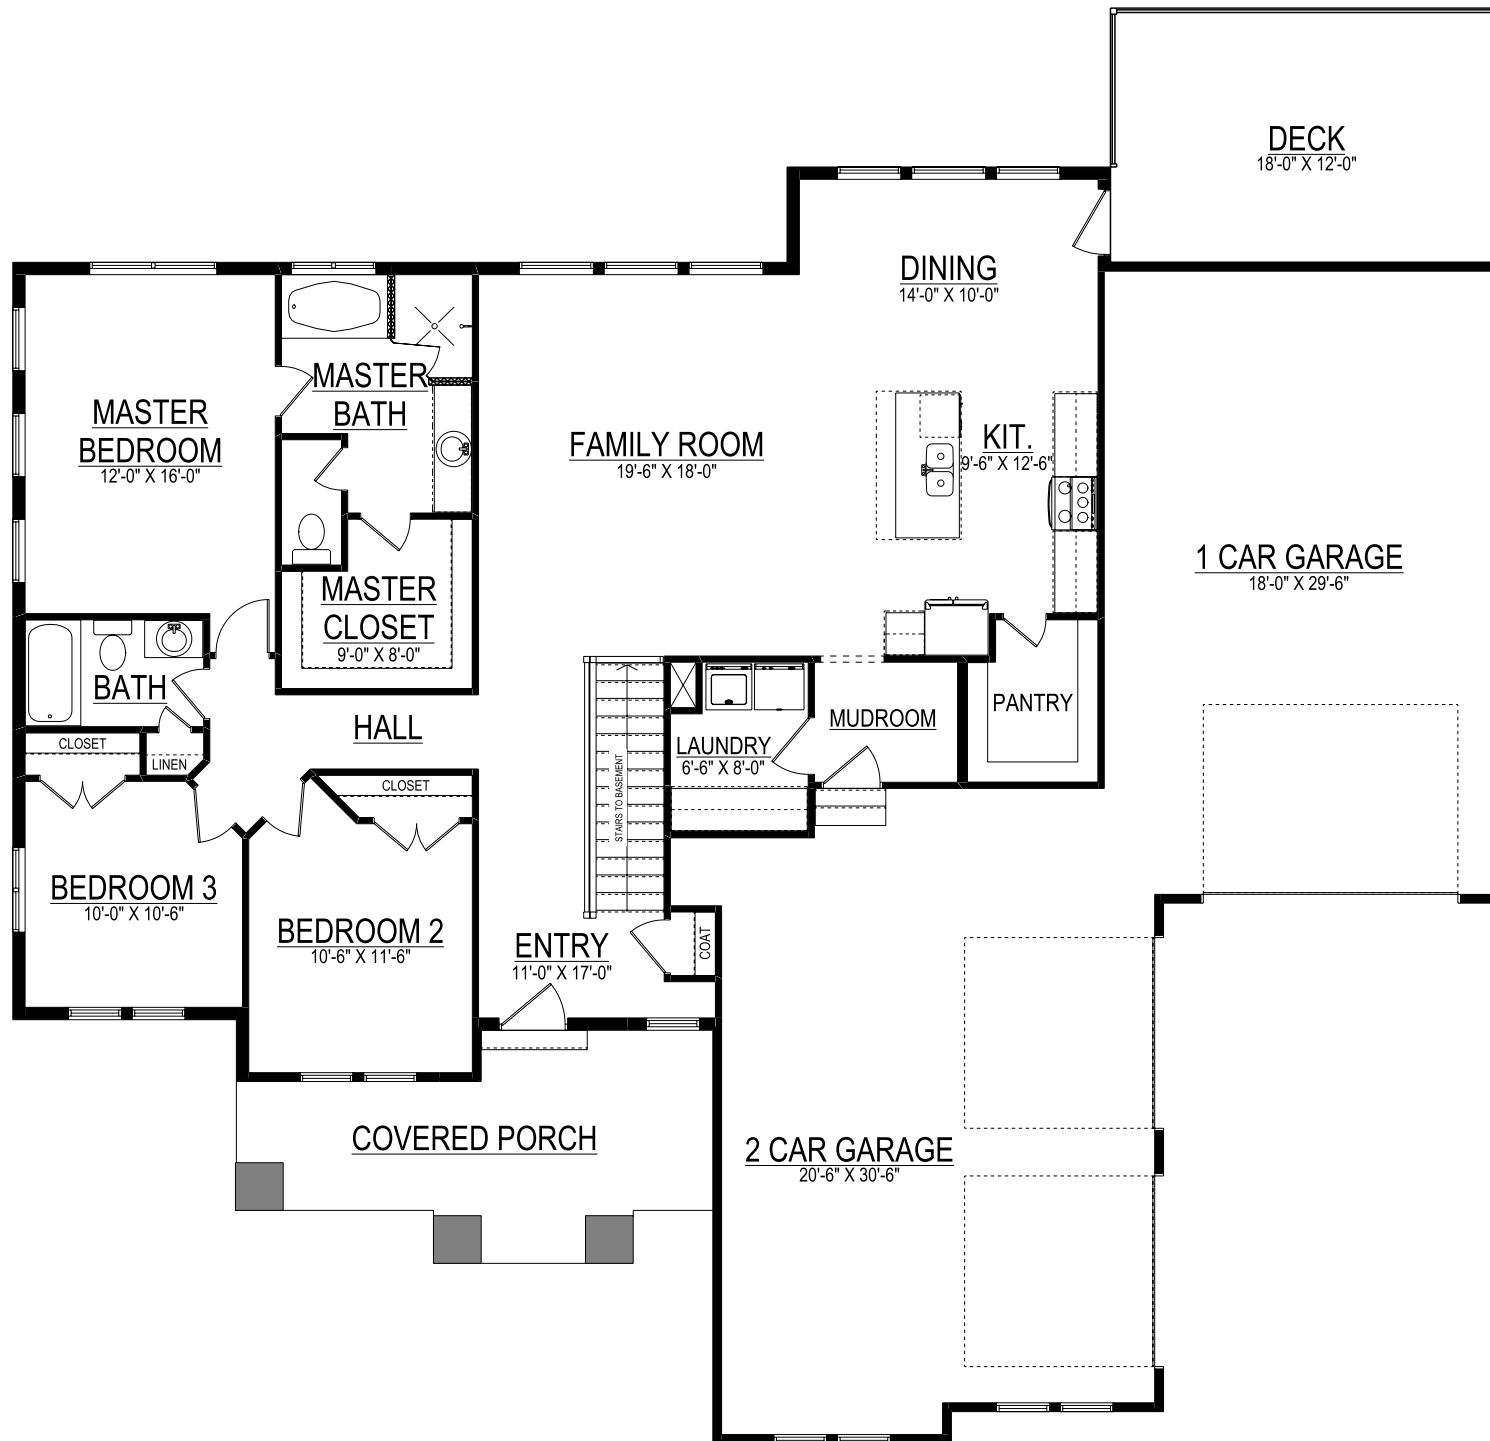 DECK
18'-0" X 12'-0"
DINING
14'-0" X 10'-0"
MASTER
BATH
MASTER
BEDROOM
12'-0" X 16'-0"
FAMILY ROOM
19'-6" X 18'-0"
KIT.
9'-6" X 12'-6"
1 CAR GARAGE
18'-0" X 29'-6"
MASTER
CLOSET
9'-0" X 8'-0"
BATH
HALL
PANTRY
MUDROOM
LAUNDRY
6'-6" X 8'-0"
CLOSET
LINEN
CLOSET
STAIRS TO BASEMENT
BEDROOM 3
10'-0" X 10'-6"
BEDROOM 2
10'-6" X 11'-6"
ENTRY
11'-0" X 17'-0"
COAT
COVERED PORCH
2 CAR GARAGE
20'-6" X 30'-6"